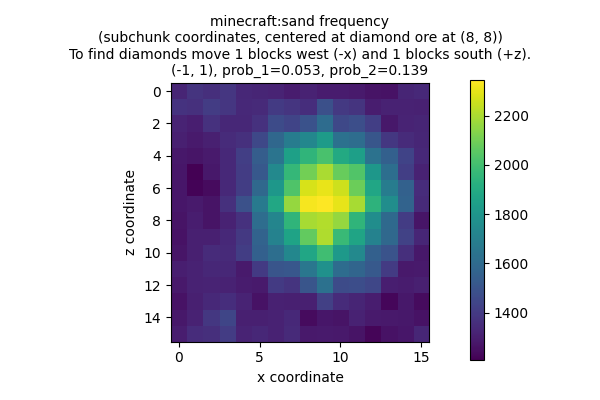 minecraft:sand frequency
(subchunk coordinates, centered at diamond ore at (8, 8))
To find diamonds move 1 blocks west (-x) and 1 blocks south (+z).
(-1, 1), prob_1=0.053, prob_2=0.139
0
2
4
6
8
10
12
14
z coordinate
0
5
10
15
x coordinate
2200
2000
1800
1600
1400